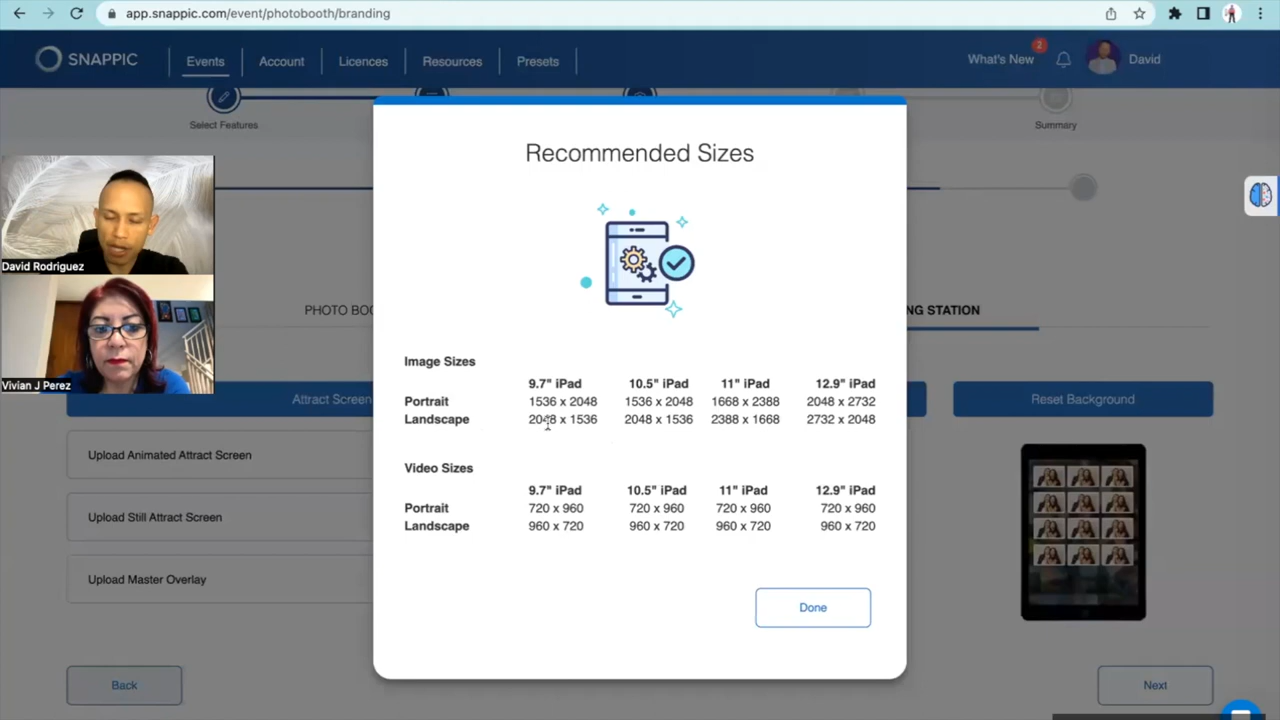 app.snappic.com/event/photobooth/branding
SNAPPIC Events Account Licences Resources Presets What's New 2 David
Select Features Summary
David Rodriguez
Vivian J Perez
Recommended Sizes
PHOTO BOO NG STATION
Image Sizes
9.7" iPad 10.5" iPad 11" iPad 12.9" iPad
Portrait 1536 x 2048 1536 x 2048 1668 x 2388 2048 x 2732
Landscape 2048 x 1536 2048 x 1536 2388 x 1668 2732 x 2048
Video Sizes
9.7" iPad 10.5" iPad 11" iPad 12.9" iPad
Portrait 720 x 960 720 x 960 720 x 960 720 x 960
Landscape 960 x 720 960 x 720 960 x 720 960 x 720
Done
Attract Screen Reset Background
Upload Animated Attract Screen
Upload Still Attract Screen
Upload Master Overlay
Back Next